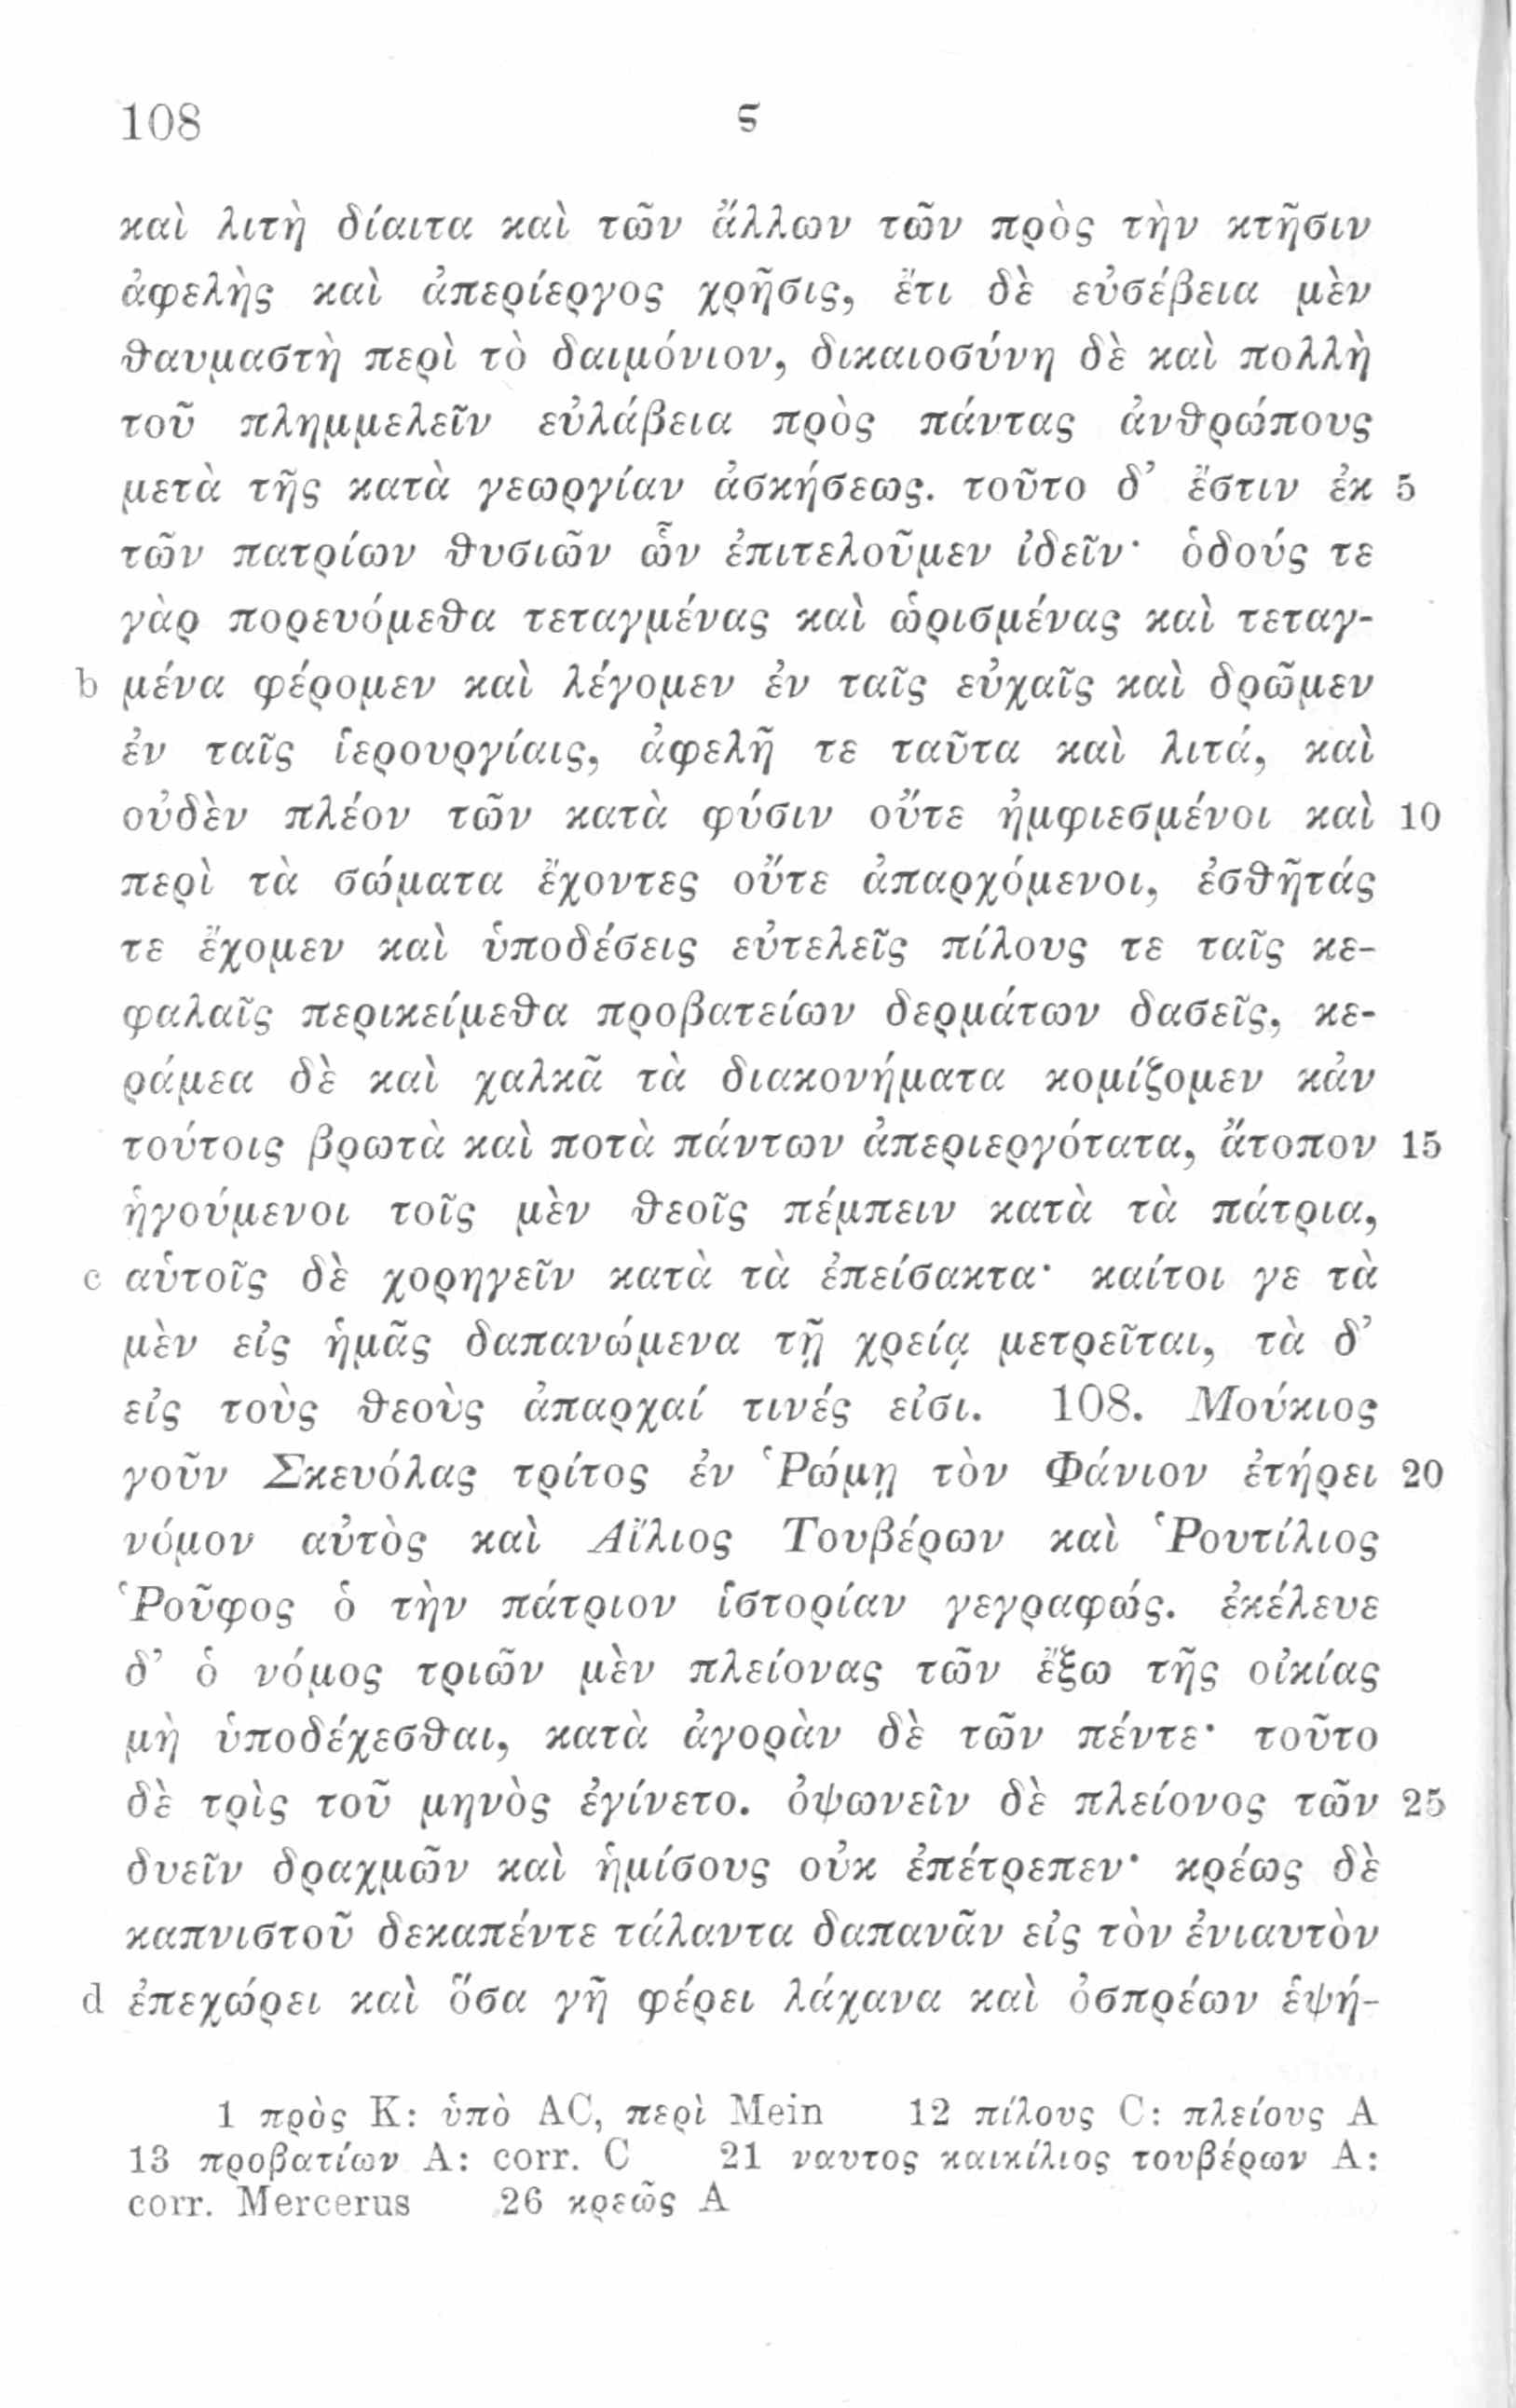 108 ϛ
καὶ λιτὴ δίαιτα καὶ τῶν ἄλλων τῶν πρὸς τὴν κτῆσιν
ἀφελὴς καὶ ἀπερίεργος χρῆσις, ἔτι δὲ εὐσέβεια μὲν
θαυμαστὴ περὶ τὸ δαιμόνιον, δικαιοσύνη δὲ καὶ πολλὴ
τοῦ πλημμελεῖν εὐλάβεια πρὸς πάντας ἀνθρώπους
μετὰ τῆς κατὰ γεωργίαν ἀσκήσεως. τοῦτο δ’ ἔστιν ἐκ 5
τῶν πατρίων θυσιῶν ὧν ἐπιτελοῦμεν ἰδεῖν· ὁδούς τε
γὰρ πορευόμεθα τεταγμένας καὶ ὡρισμένας καὶ τεταγ-
b μένα φέρομεν καὶ λέγομεν ἐν ταῖς εὐχαῖς καὶ δρῶμεν
ἐν ταῖς ἱερουργίαις, ἀφελῆ τε ταῦτα καὶ λιτά, καὶ
οὐδὲν πλέον τῶν κατὰ φύσιν οὔτε ἠμφιεσμένοι καὶ 10
περὶ τὰ σώματα ἔχοντες οὔτε ἀπαρχόμενοι, ἐσθῆτάς
τε ἔχομεν καὶ ὑποδέσεις εὐτελεῖς πίλους τε ταῖς κε-
φαλαῖς περικείμεθα προβατείων δερμάτων δασεῖς, κε-
ράμεα δὲ καὶ χαλκᾶ τὰ διακονήματα κομίζομεν κἀν
τούτοις βρωτὰ καὶ ποτὰ πάντων ἀπεριεργότατα, ἄτοπον 15
ἡγούμενοι τοῖς μὲν θεοῖς πέμπειν κατὰ τὰ πάτρια,
c αὑτοῖς δὲ χορηγεῖν κατὰ τὰ ἐπείσακτα· καίτοι γε τὰ
μὲν εἰς ἡμᾶς δαπανώμενα τῇ χρείᾳ μετρεῖται, τὰ δ’
εἰς τοὺς θεοὺς ἀπαρχαί τινές εἰσι. 108. Μούκιος
γοῦν Σκευόλας τρίτος ἐν Ῥώμῃ τὸν Φάνιον ἐτήρει 20
νόμον αὐτὸς καὶ Αἴλιος Τουβέρων καὶ Ῥουτίλιος
Ῥοῦφος ὁ τὴν πάτριον ἱστορίαν γεγραφώς. ἐκέλευε
δ’ ὁ νόμος τριῶν μὲν πλείονας τῶν ἔξω τῆς οἰκίας
μὴ ὑποδέχεσθαι, κατὰ ἀγορὰν δὲ τῶν πέντε· τοῦτο
δὲ τρὶς τοῦ μηνὸς ἐγίνετο. ὀψωνεῖν δὲ πλείονος τῶν 25
δυεῖν δραχμῶν καὶ ἡμίσους οὐκ ἐπέτρεπεν· κρέως δὲ
καπνιστοῦ δεκαπέντε τάλαντα δαπανᾶν εἰς τὸν ἐνιαυτὸν
d ἐπεχώρει καὶ ὅσα γῆ φέρει λάχανα καὶ ὀσπρέων ἑψή-
1 πρὸς K: ὑπὸ AC, περὶ Mein 12 πίλους C: πλείους A
13 προβατίων A: corr. C 21 ναυτος καικίλιος τουβέρων A:
corr. Mercerus 26 κρεῶς A